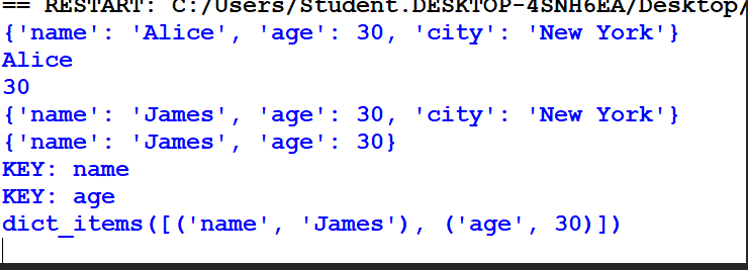 == RESTART: C:/Users/Student.DESKTOP-4SNH6EA/Desktop/
{'name': 'Alice', 'age': 30, 'city': 'New York'}
Alice
30
{'name': 'James', 'age': 30, 'city': 'New York'}
{'name': 'James', 'age': 30}
KEY: name
KEY: age
dict_items([('name', 'James'), ('age', 30)])